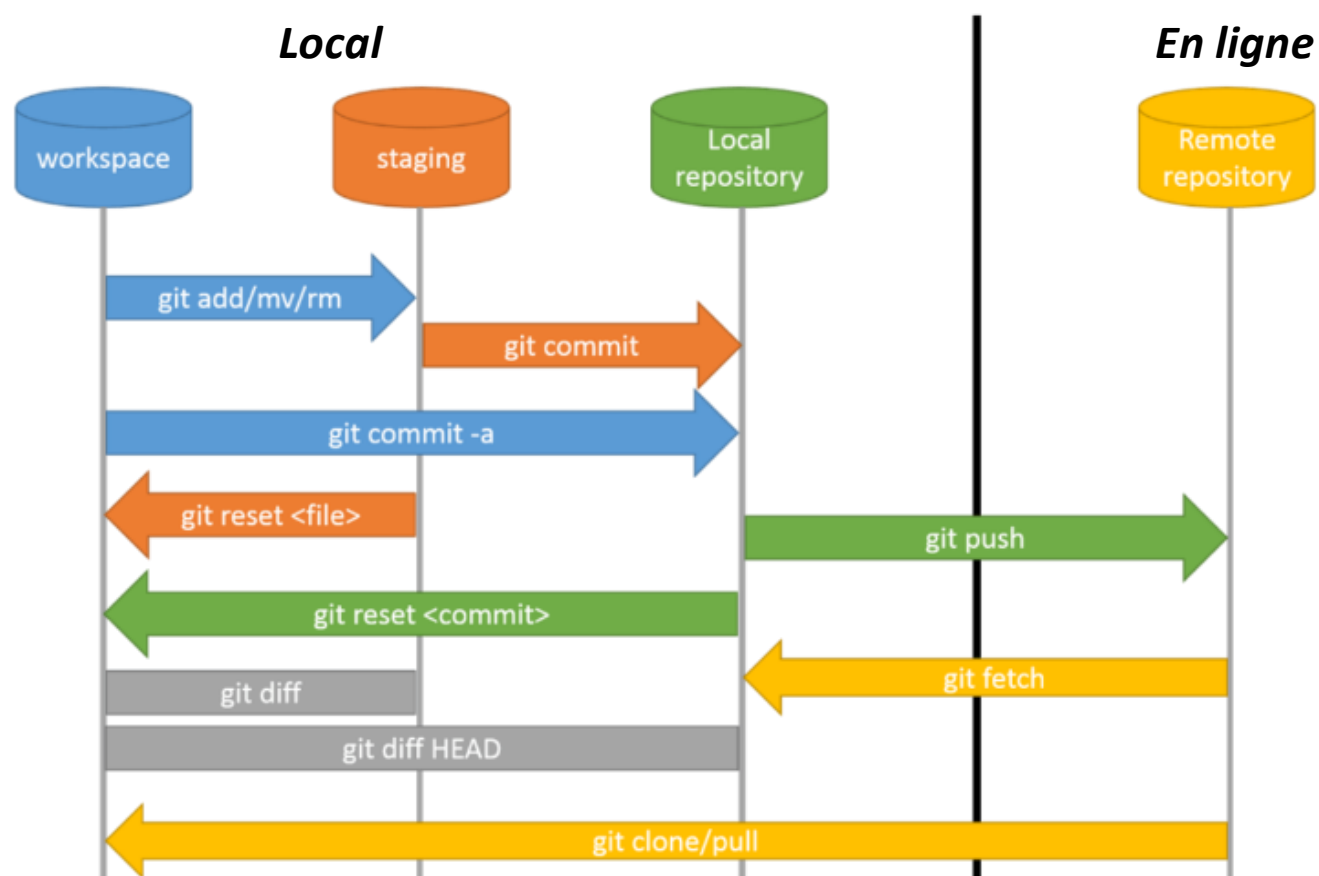 Local
En ligne
workspace
staging
Local
repository
Remote
repository
git add/mv/rm
git commit
git commit -a
git reset <file>
git push
git reset <commit>
git fetch
git diff
git diff HEAD
git clone/pull